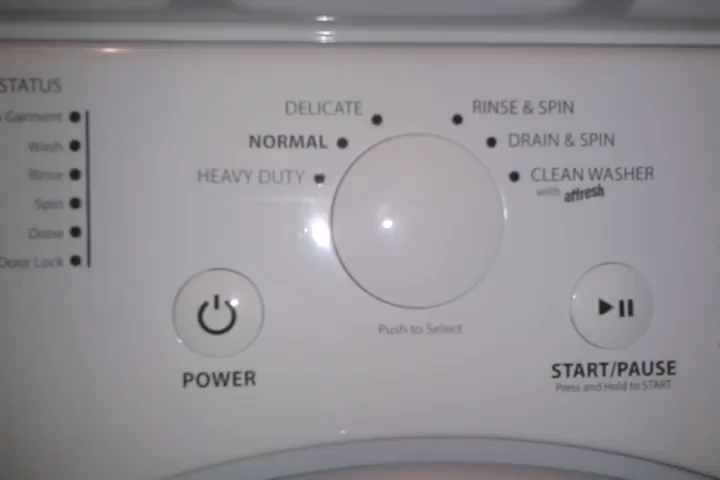 STATUS
Garment
Wash
Rinse
Spin
Done
Door Lock
DELICATE
NORMAL
HEAVY DUTY
RINSE & SPIN
DRAIN & SPIN
CLEAN WASHER
with affresh
Push to Select
POWER
START/PAUSE
Press and Hold to START